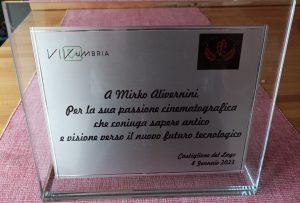 VIVUMBRIA
A Mirko Alivernini
Per la sua passione cinematografica
che coniuga sapere antico
e visione verso il nuovo futuro tecnologico
Castiglione del Lago
8 Gennaio 2023